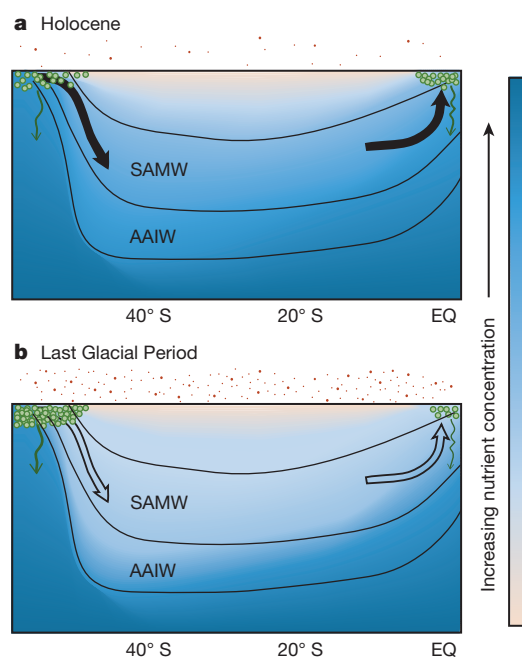 a Holocene
SAMW
AAIW
40° S 20° S EQ
b Last Glacial Period
SAMW
AAIW
40° S 20° S EQ
Increasing nutrient concentration